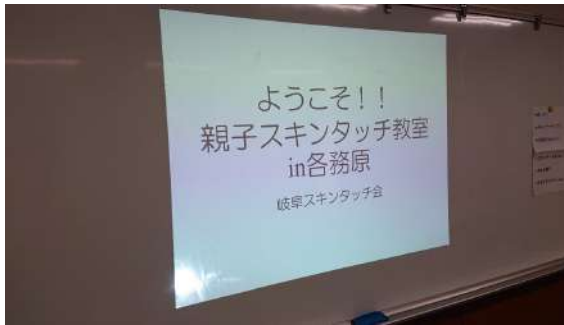 ようこそ！！
親子スキンタッチ教室
in各務原
岐阜スキンタッチ会